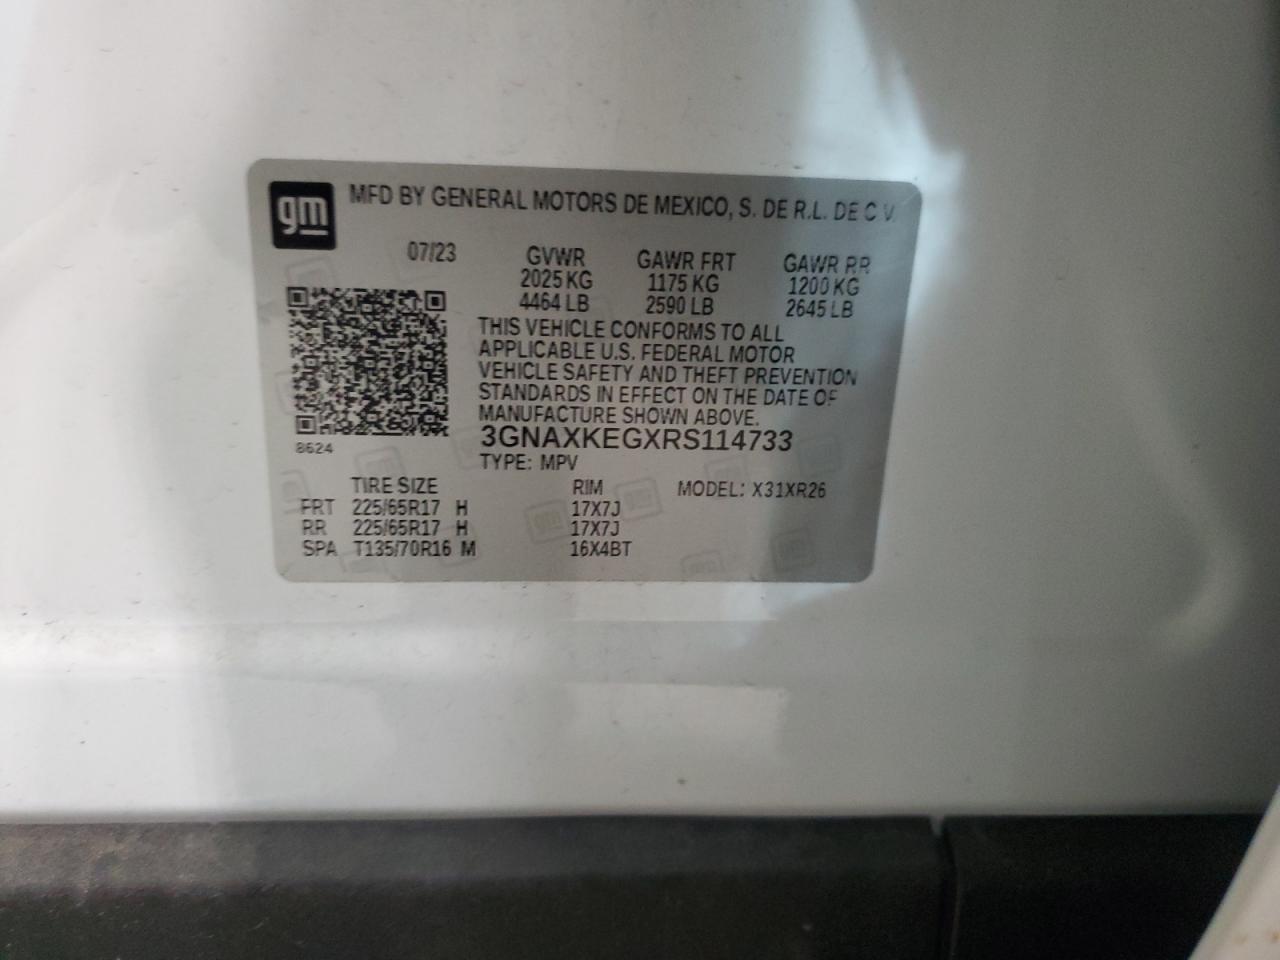 gm
MFD BY GENERAL MOTORS DE MEXICO, S. DE R.L. DE C V.
07/23 GVWR GAWR FRT GAWR RR
2025 KG 1175 KG 1200 KG
4464 LB 2590 LB 2645 LB
THIS VEHICLE CONFORMS TO ALL
APPLICABLE U.S. FEDERAL MOTOR
VEHICLE SAFETY AND THEFT PREVENTION
STANDARDS IN EFFECT ON THE DATE OF
MANUFACTURE SHOWN ABOVE.
3GNAXKEGXRS114733
8624
TYPE: MPV
TIRE SIZE RIM MODEL: X31XR26
FRT 225/65R17 H 17X7J
RR 225/65R17 H 17X7J
SPA T135/70R16 M 16X4BT